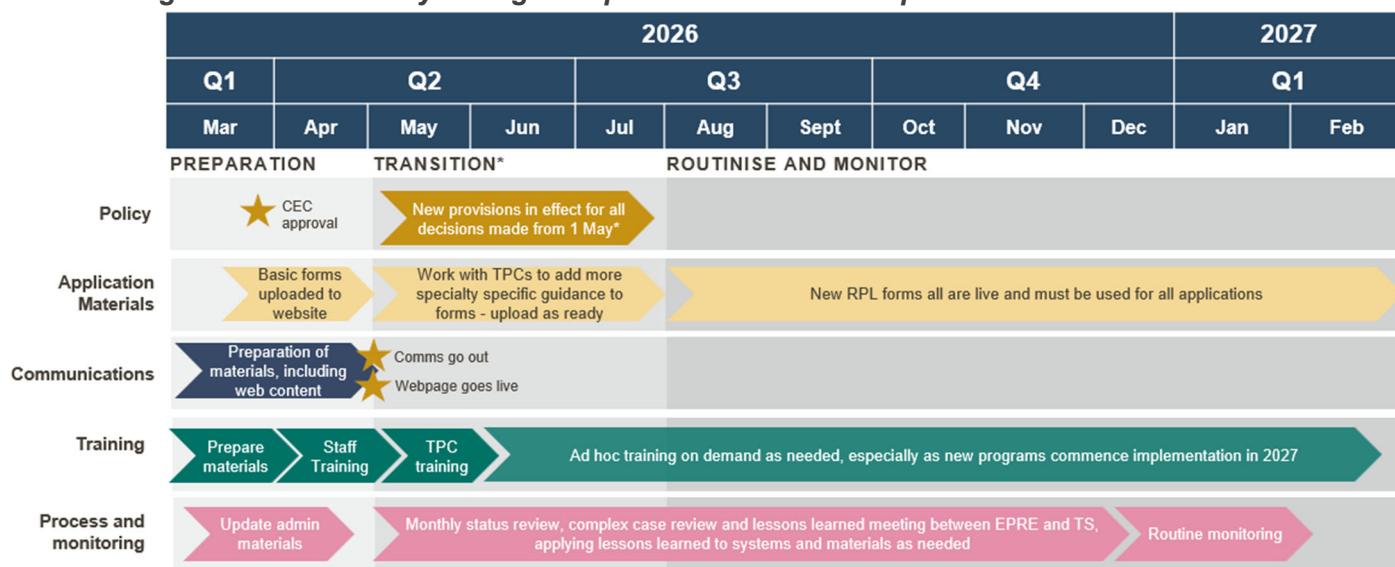 2026 2027
Q1 Q2 Q3 Q4 Q1
Mar Apr May Jun Jul Aug Sept Oct Nov Dec Jan Feb
PREPARATION TRANSITION* ROUTINISE AND MONITOR
Policy
CEC
approval
New provisions in effect for all
decisions made from 1 May*
Application
Materials
Basic forms
uploaded to
website
Work with TPCs to add more
specialty specific guidance to
forms - upload as ready
New RPL forms all are live and must be used for all applications
Communications
Preparation of
materials, including
web content
Comms go out
Webpage goes live
Training
Prepare
materials
Staff
Training
TPC
training
Ad hoc training on demand as needed, especially as new programs commence implementation in 2027
Process and
monitoring
Update admin
materials
Monthly status review, complex case review and lessons learned meeting between EPRE and TS,
applying lessons learned to systems and materials as needed
Routine monitoring